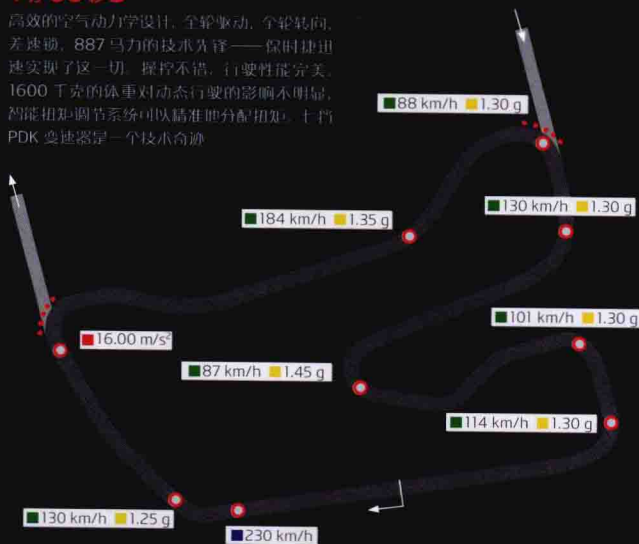 高效的空气动力学设计, 全轮驱动, 全轮转向,
差速锁, 887 马力的技术先锋——保时捷迅
速实现了这一切。操控不错, 行驶性能完美,
1600 千克的体重对动态行驶的影响不明显,
智能扭矩调节系统可以精准地分配扭矩。七档
PDK 变速器是一个技术奇迹
88 km/h 1.30 g
184 km/h 1.35 g
130 km/h 1.30 g
101 km/h 1.30 g
16.00 m/s²
87 km/h 1.45 g
114 km/h 1.30 g
130 km/h 1.25 g
230 km/h